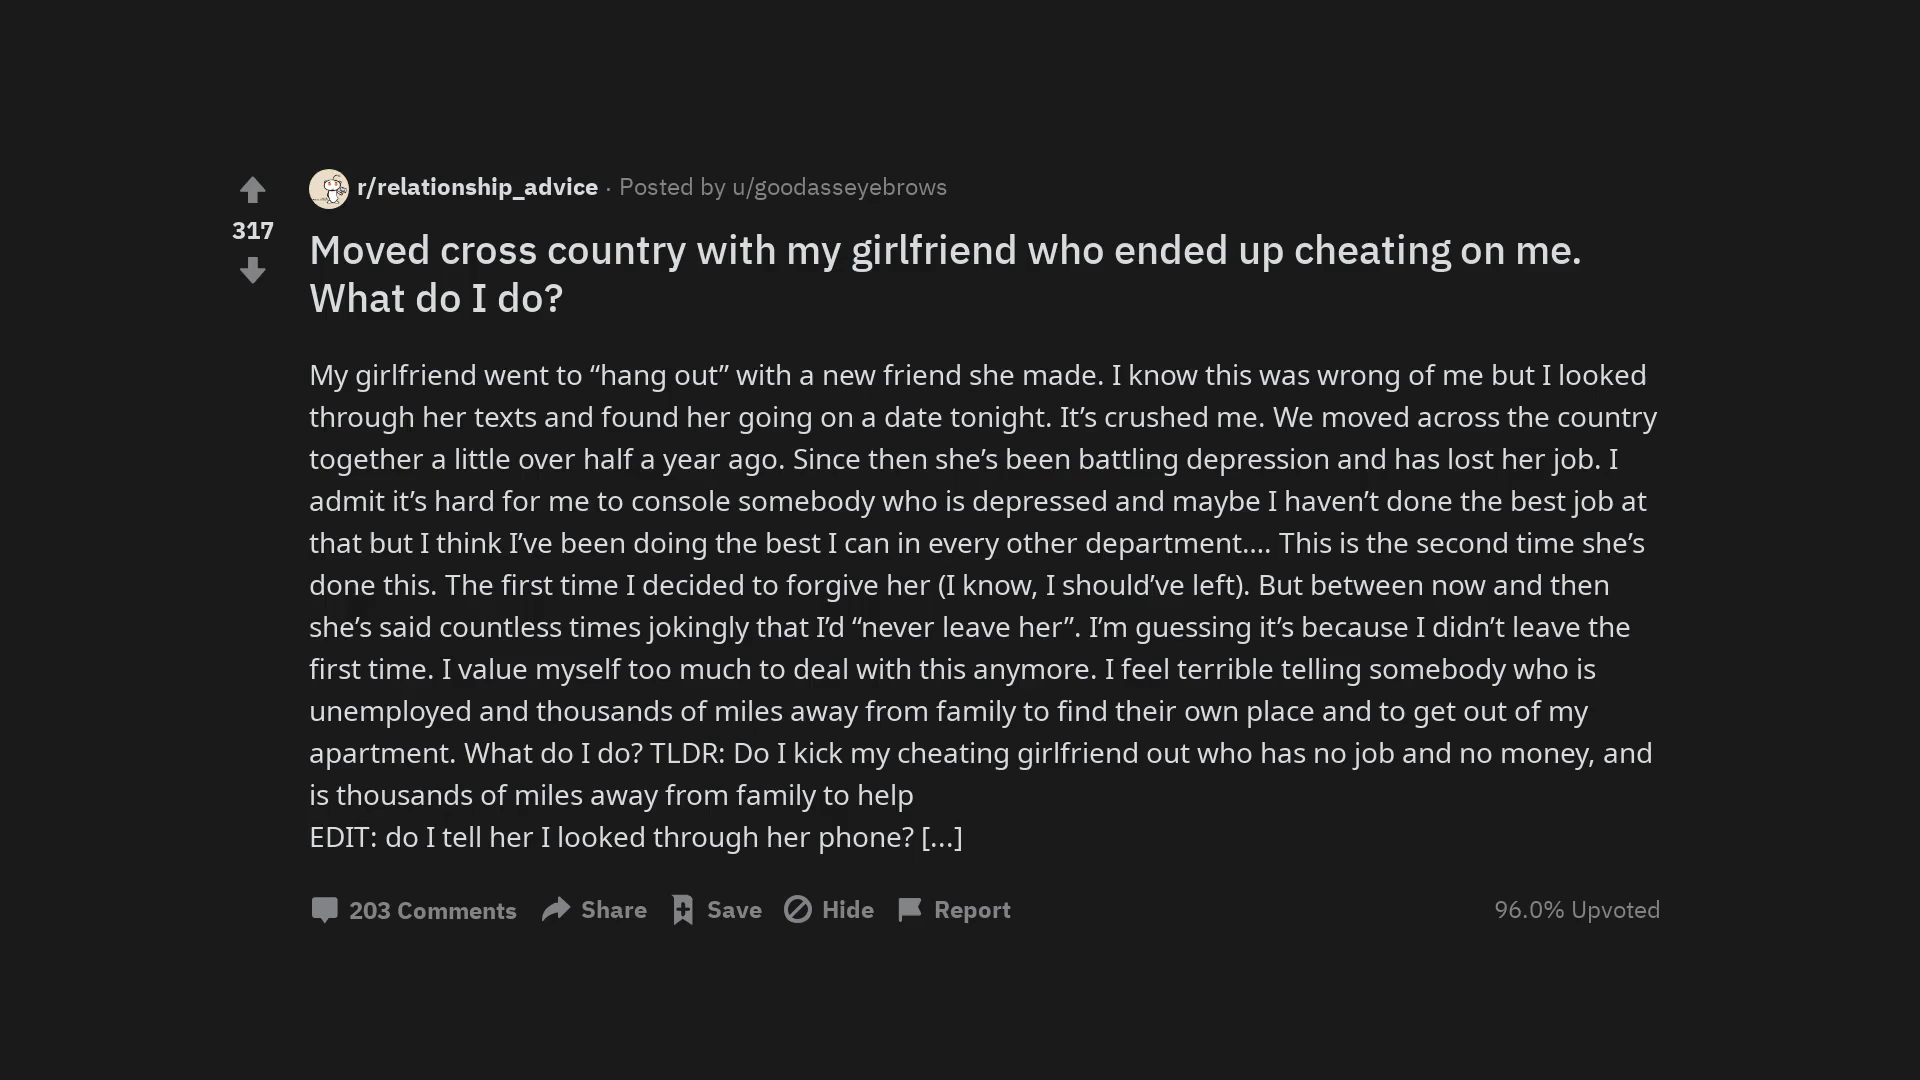 r/relationship_advice · Posted by u/goodasseyebrows
317
Moved cross country with my girlfriend who ended up cheating on me.
What do I do?
My girlfriend went to “hang out” with a new friend she made. I know this was wrong of me but I looked
through her texts and found her going on a date tonight. It’s crushed me. We moved across the country
together a little over half a year ago. Since then she’s been battling depression and has lost her job. I
admit it’s hard for me to console somebody who is depressed and maybe I haven’t done the best job at
that but I think I’ve been doing the best I can in every other department.... This is the second time she’s
done this. The first time I decided to forgive her (I know, I should’ve left). But between now and then
she’s said countless times jokingly that I’d “never leave her”. I’m guessing it’s because I didn’t leave the
first time. I value myself too much to deal with this anymore. I feel terrible telling somebody who is
unemployed and thousands of miles away from family to find their own place and to get out of my
apartment. What do I do? TLDR: Do I kick my cheating girlfriend out who has no job and no money, and
is thousands of miles away from family to help
EDIT: do I tell her I looked through her phone? [...]
203 Comments Share Save Hide Report 96.0% Upvoted